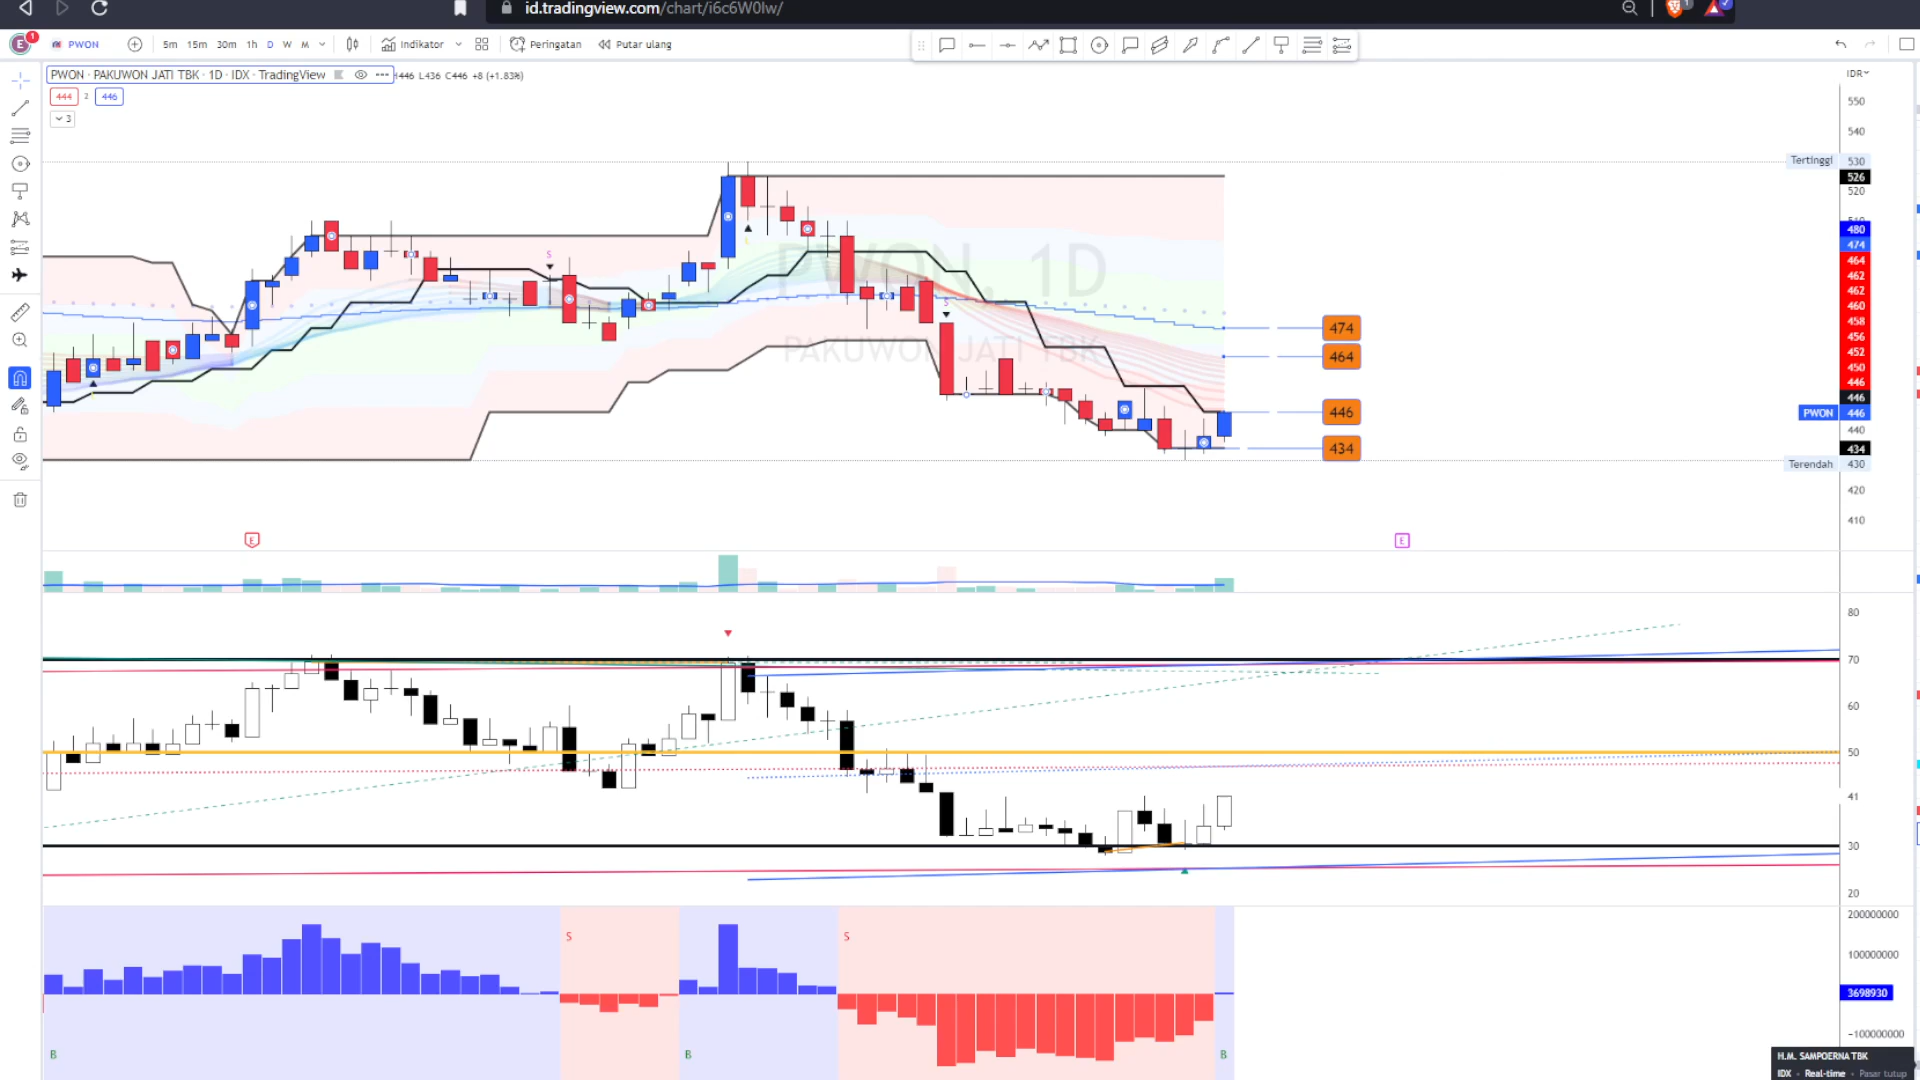 id.tradingview.com/chart/i6c6W0lw/
E 1 PWON 5m 15m 30m 1h D W M Indikator Peringatan Putar ulang
PWON · PAKUWON JATI TBK · 1D · IDX · TradingView H446 L436 C446 +8 (+1.83%)
444 2 446
3
IDR
550
540
Tertinggi 530
526
520
480
474
464
462
460
458
456
452
450
446
446
PWON 446
440
434
Terendah 430
420
410
PWON, 1D
PAKUWON JATI TBK
474
464
446
434
S
S
L
E
E
80
70
60
50
41
30
20
200000000
100000000
3698930
-100000000
S
S
B
B
B
H.M. SAMPOERNA TBK
IDX • Real-time • Pasar tutup